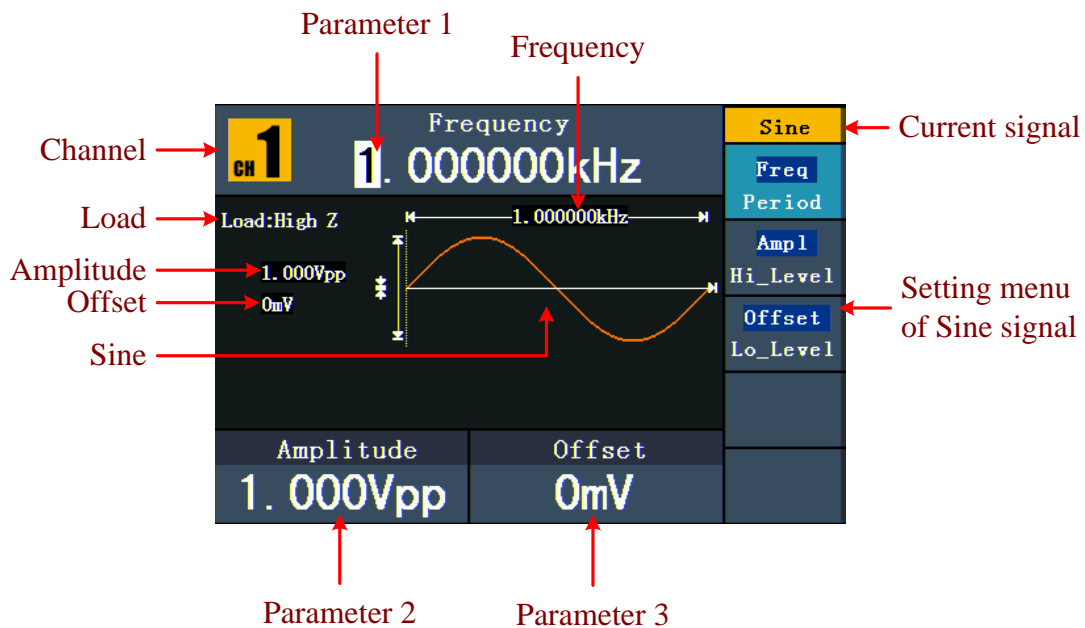 Parameter 1
Frequency
Channel
CH 1
Frequency
1. 000000kHz
Sine
Current signal
Freq
Period
Load
Load:High Z
1. 000000kHz
Amplitude
1. 000Vpp
Ampl
Hi_Level
Offset
0mV
Offset
Lo_Level
Setting menu
of Sine signal
Sine
Amplitude
1. 000Vpp
Offset
0mV
Parameter 2
Parameter 3